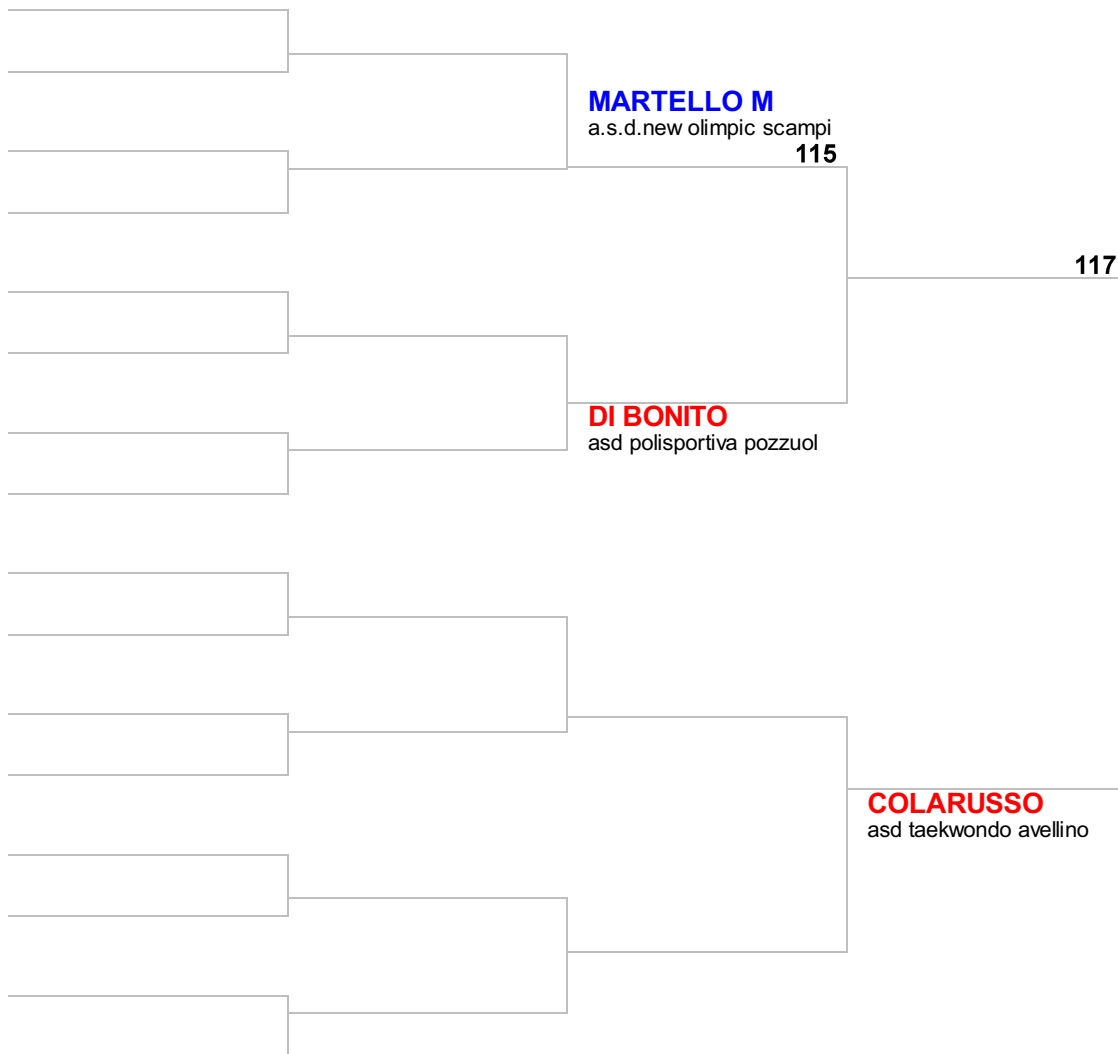 MARTELLO M
a.s.d.new olimpic scampi
115
117
DI BONITO
asd polisportiva pozzuol
COLARUSSO
asd taekwondo avellino